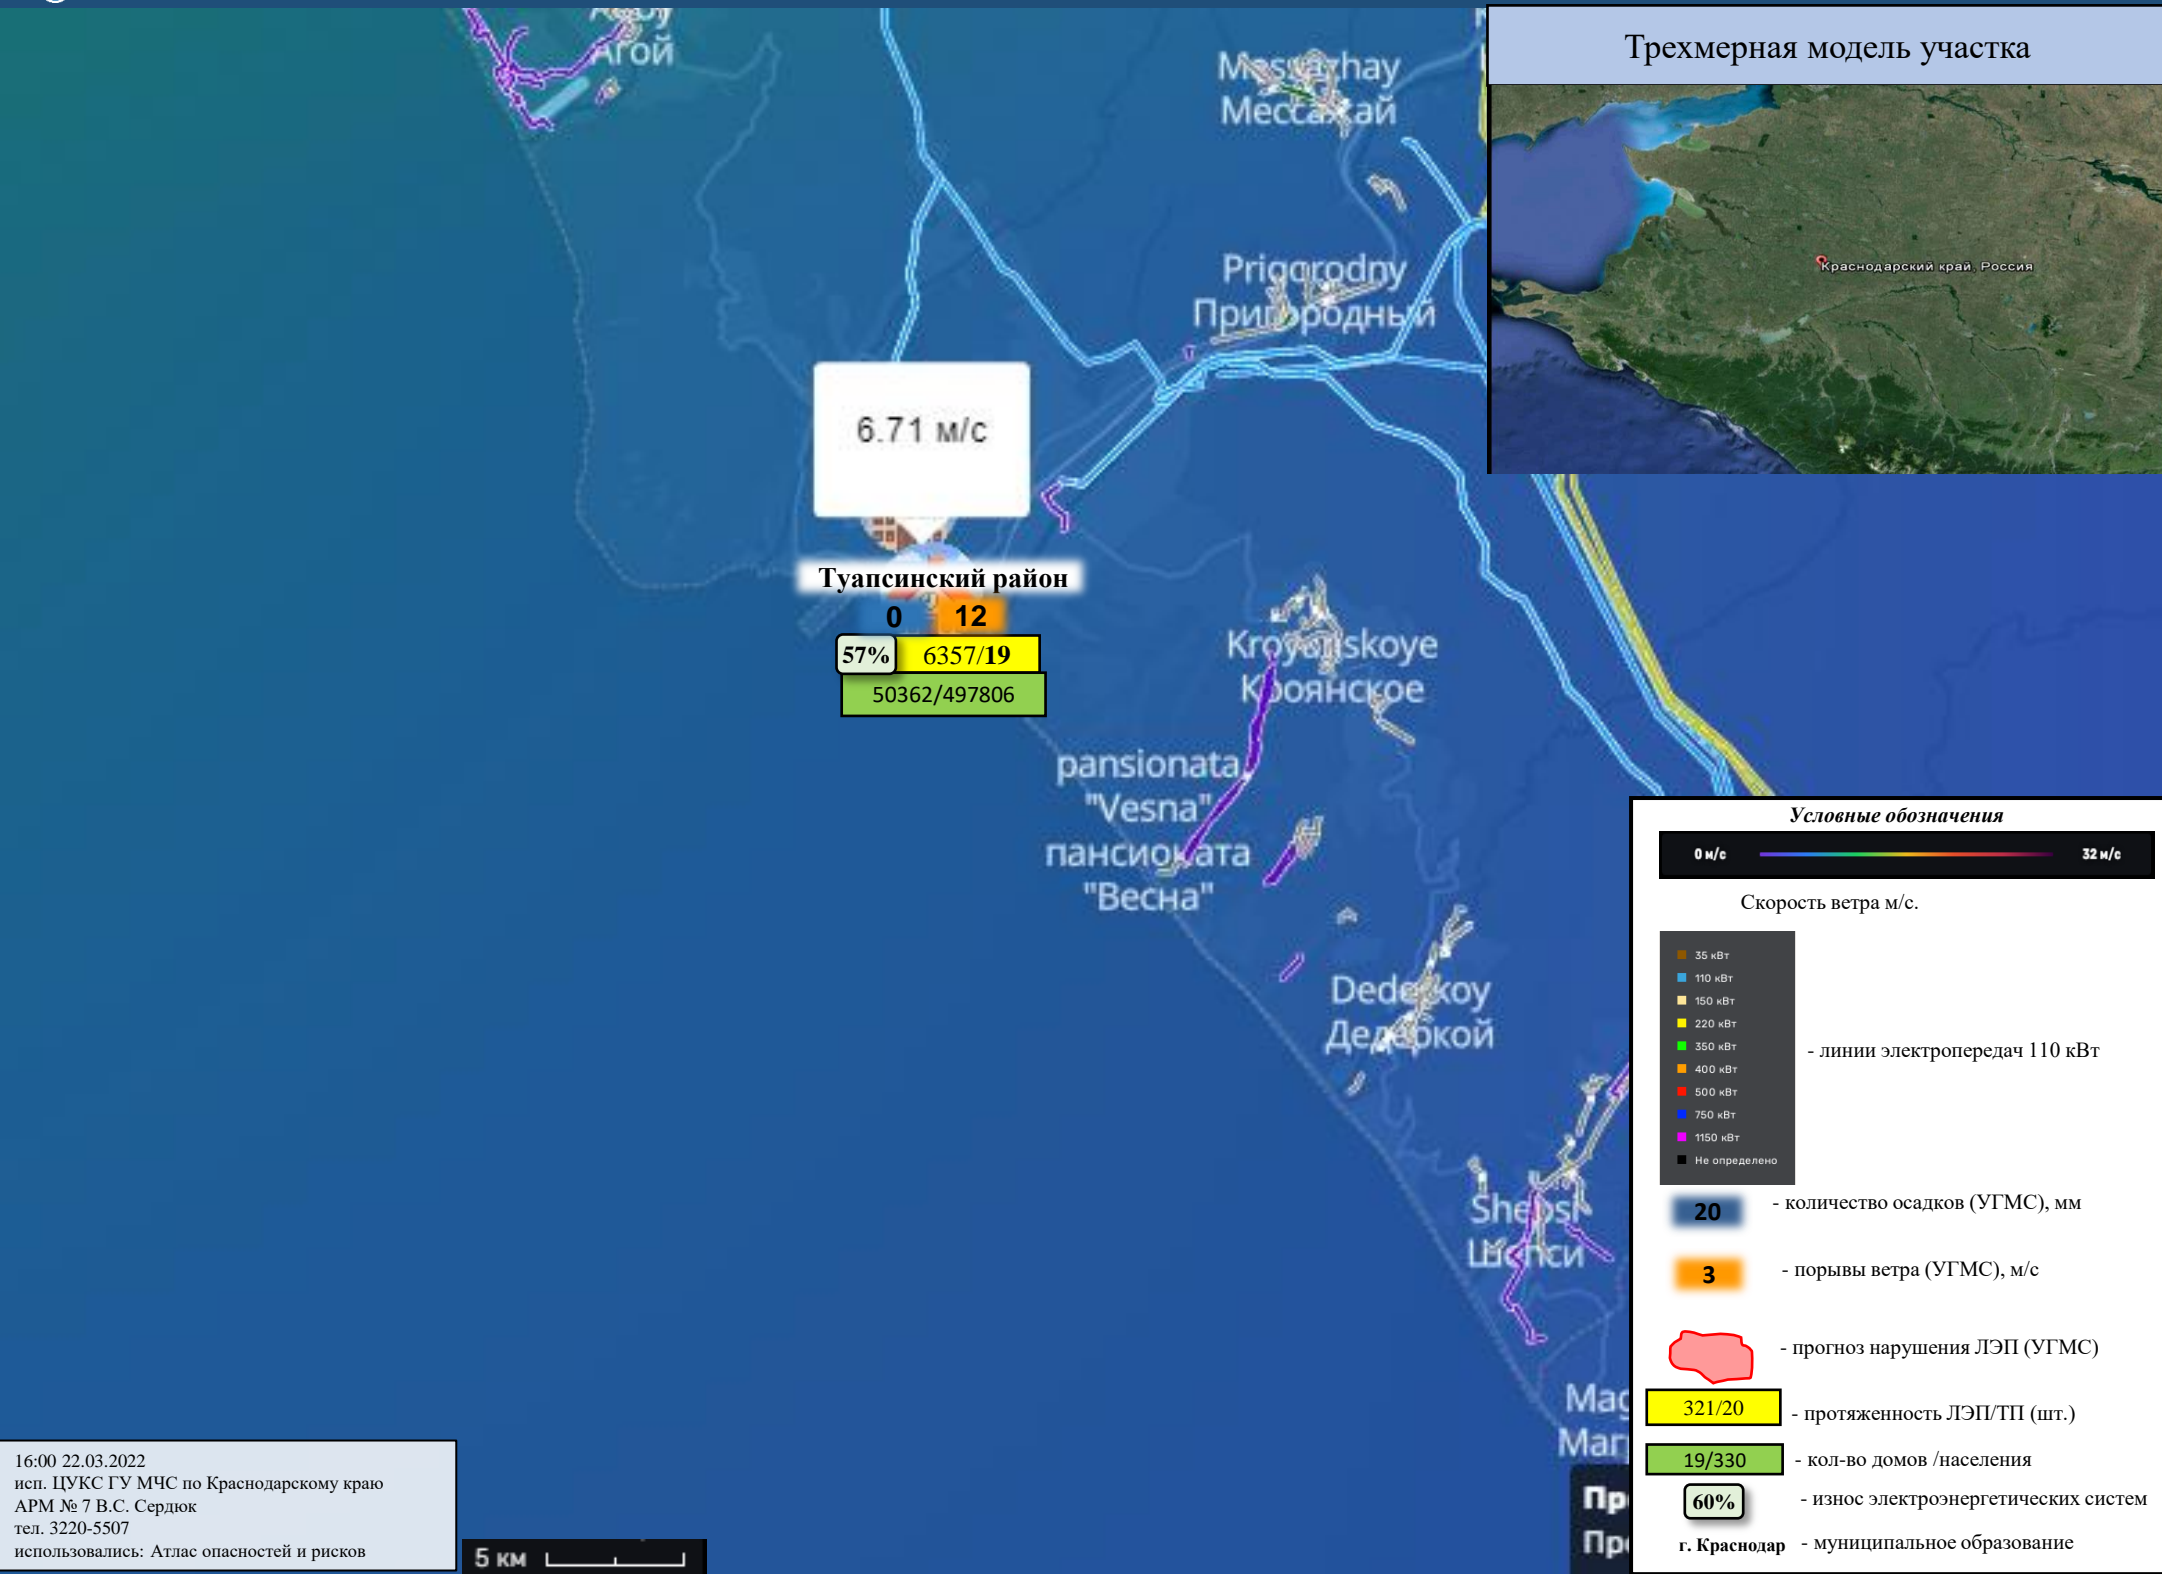 Агой
Messazhay
Мессажай
Трехмерная модель участка
Краснодарский край, Россия
Prigorodny
Пригородный
6.71 м/с
Туапсинский район
0 12
57% 6357/19
50362/497806
Kroyanskoye
Кроянское
pansionata
"Vesna"
пансионата
"Весна"
Dederkoy
Дедеркой
Shepsi
Шепси
Mag
Маг
Пр
Пр
Условные обозначения
0 м/с 32 м/с
Скорость ветра м/с.
35 кВт
110 кВт
150 кВт
220 кВт
350 кВт
400 кВт
500 кВт
750 кВт
1150 кВт
Не определено
- линии электропередач 110 кВт
20 - количество осадков (УГМС), мм
3 - порывы ветра (УГМС), м/с
- прогноз нарушения ЛЭП (УГМС)
321/20 - протяженность ЛЭП/ТП (шт.)
19/330 - кол-во домов /населения
60% - износ электроэнергетических систем
г. Краснодар - муниципальное образование
16:00 22.03.2022
исп. ЦУКС ГУ МЧС по Краснодарскому краю
АРМ № 7 В.С. Сердюк
тел. 3220-5507
использовались: Атлас опасностей и рисков
5 км